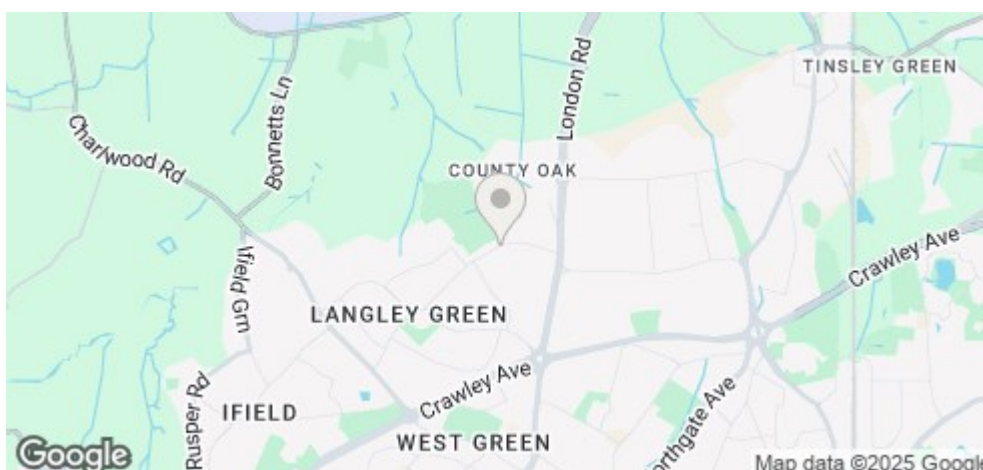 TINSLEY GREEN
London Rd
Bonnetts Ln
Charlwood Rd
COUNTY OAK
Crawley Ave
Ifield Grn
LANGLEY GREEN
Crawley Ave
Rusper Rd
IFIELD
WEST GREEN
orthgate Ave
Google
Map data ©2025 Google